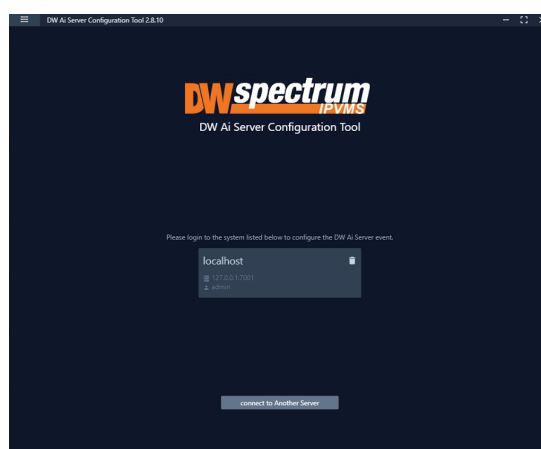 DW Ai Server Configuration Tool 2.8.10
DW spectrum
IPVMS
DW Ai Server Configuration Tool
Please login to the system listed below to configure the DW Ai Server event.
localhost
127.0.0.1:7001
admin
connect to Another Server